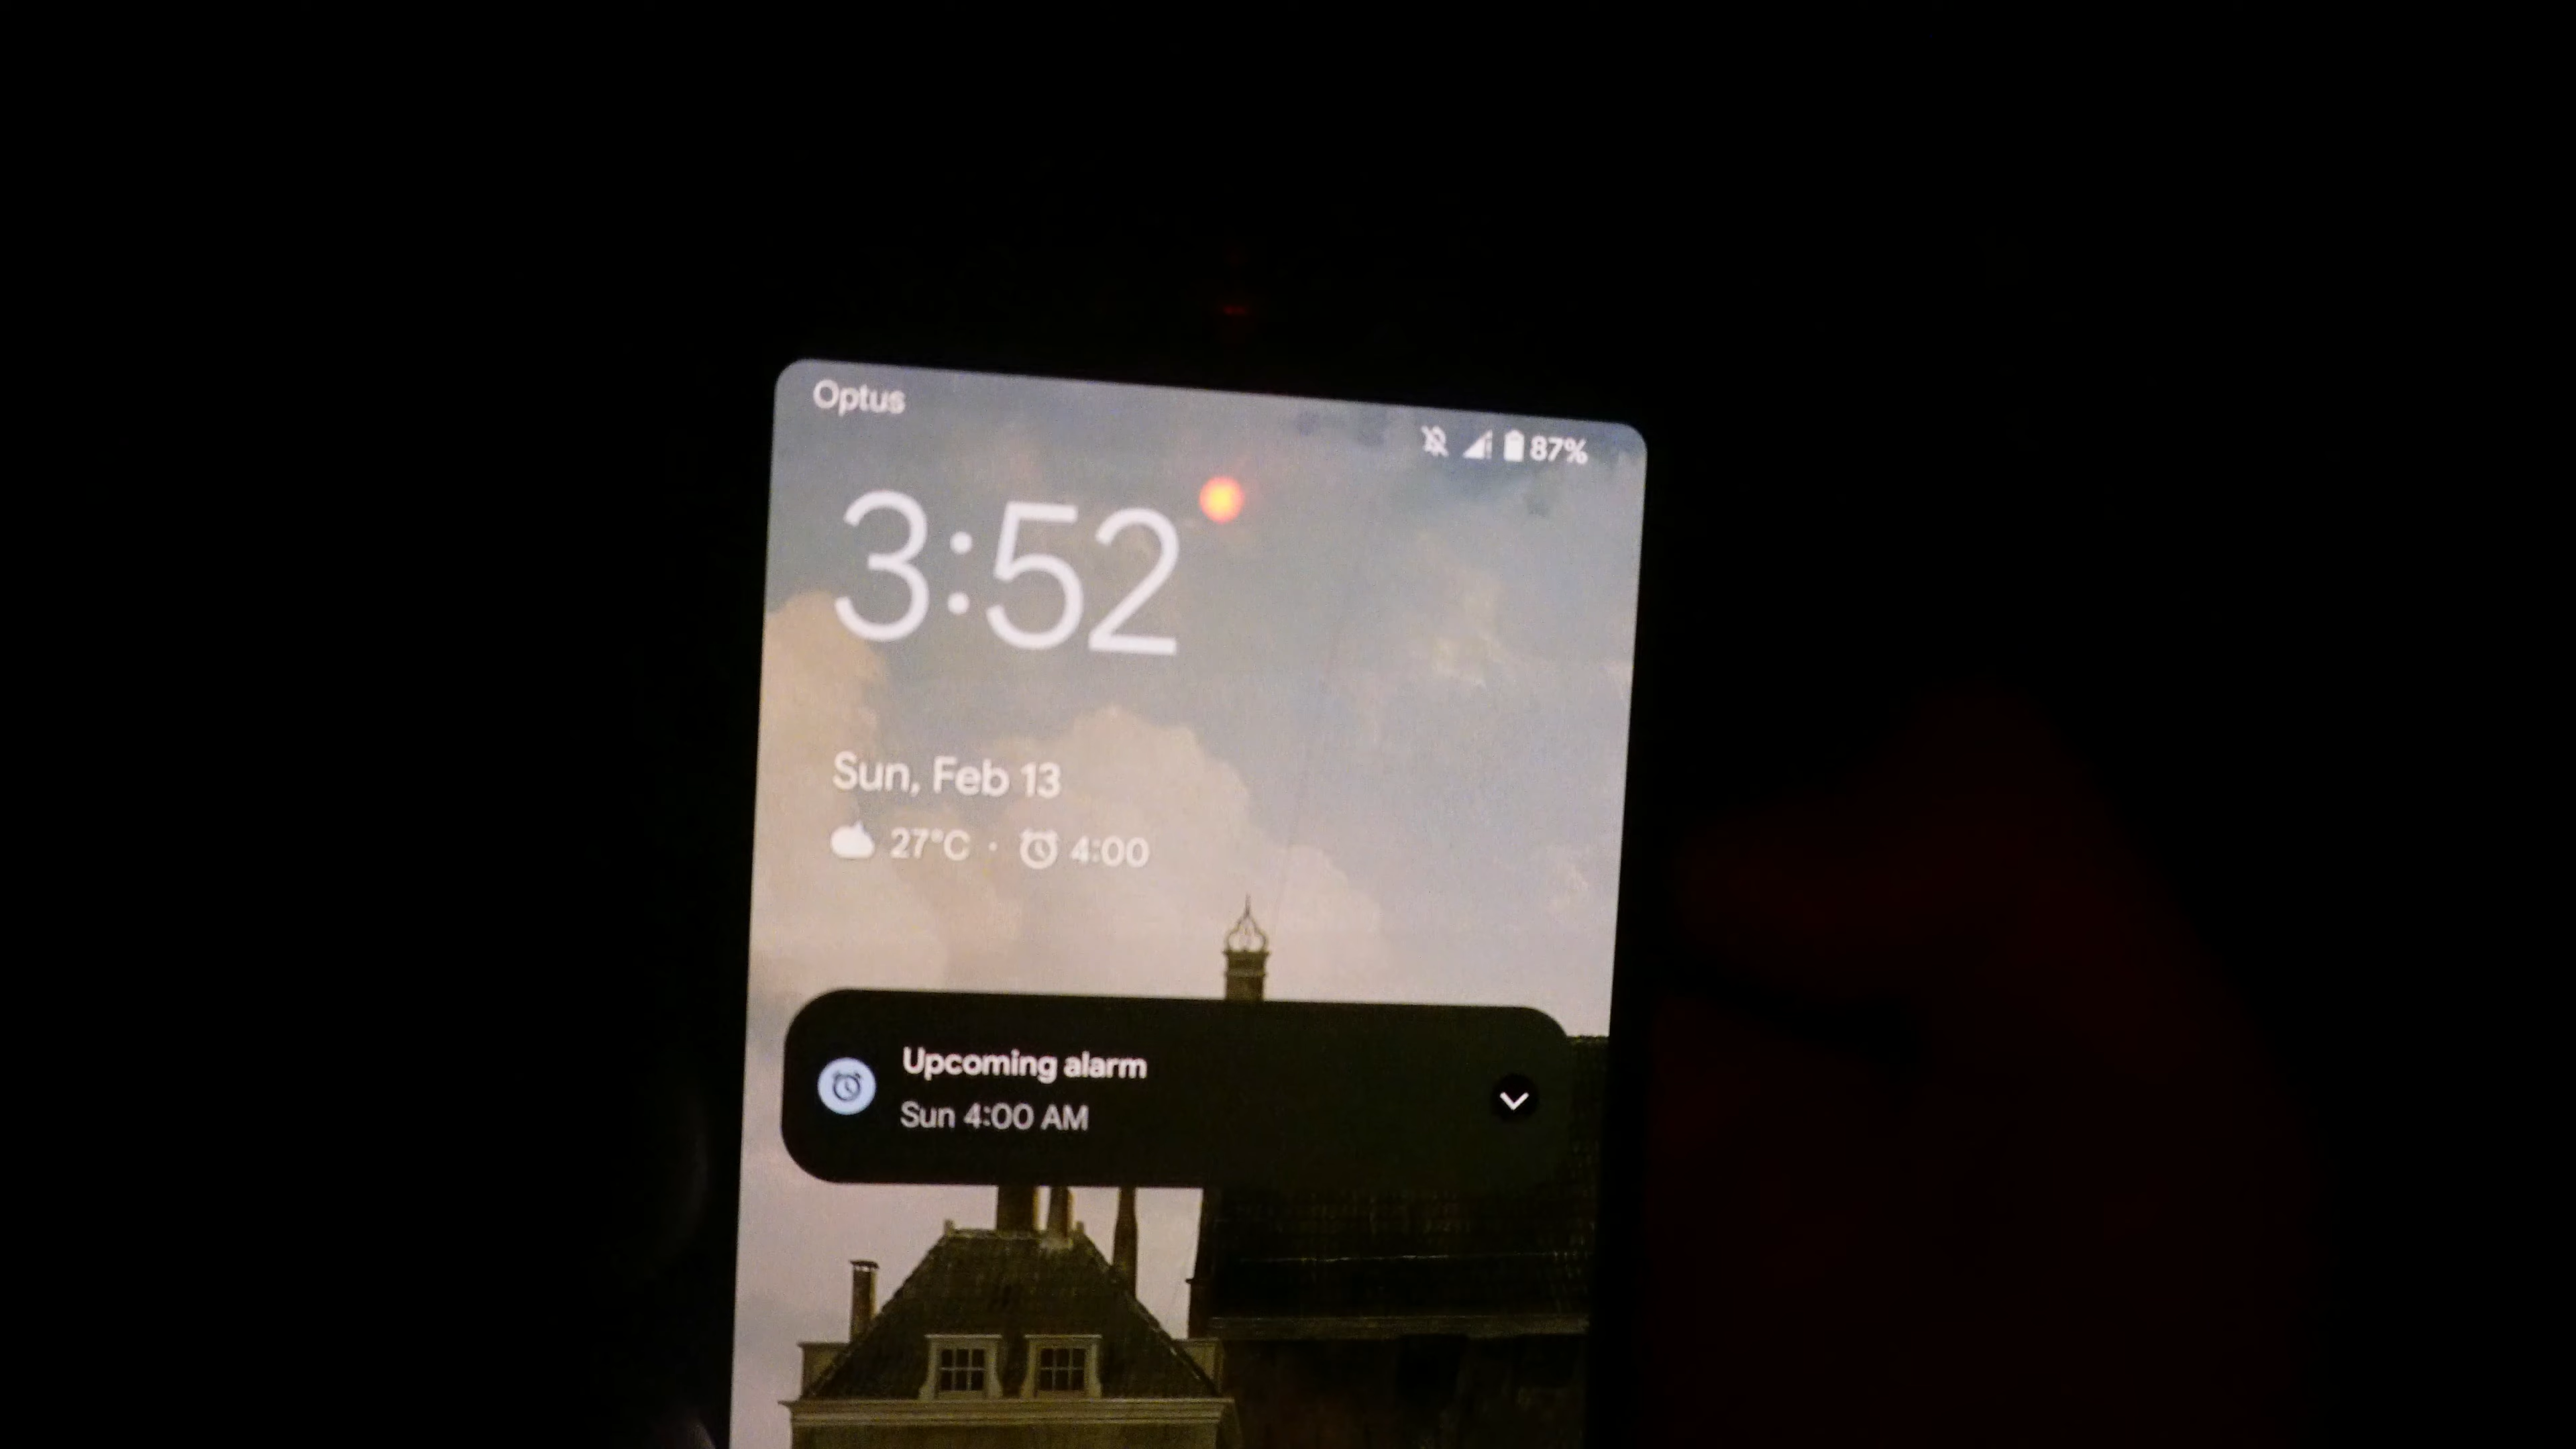 Optus
87%
3:52
Sun, Feb 13
27°C · 4:00
Upcoming alarm
Sun 4:00 AM